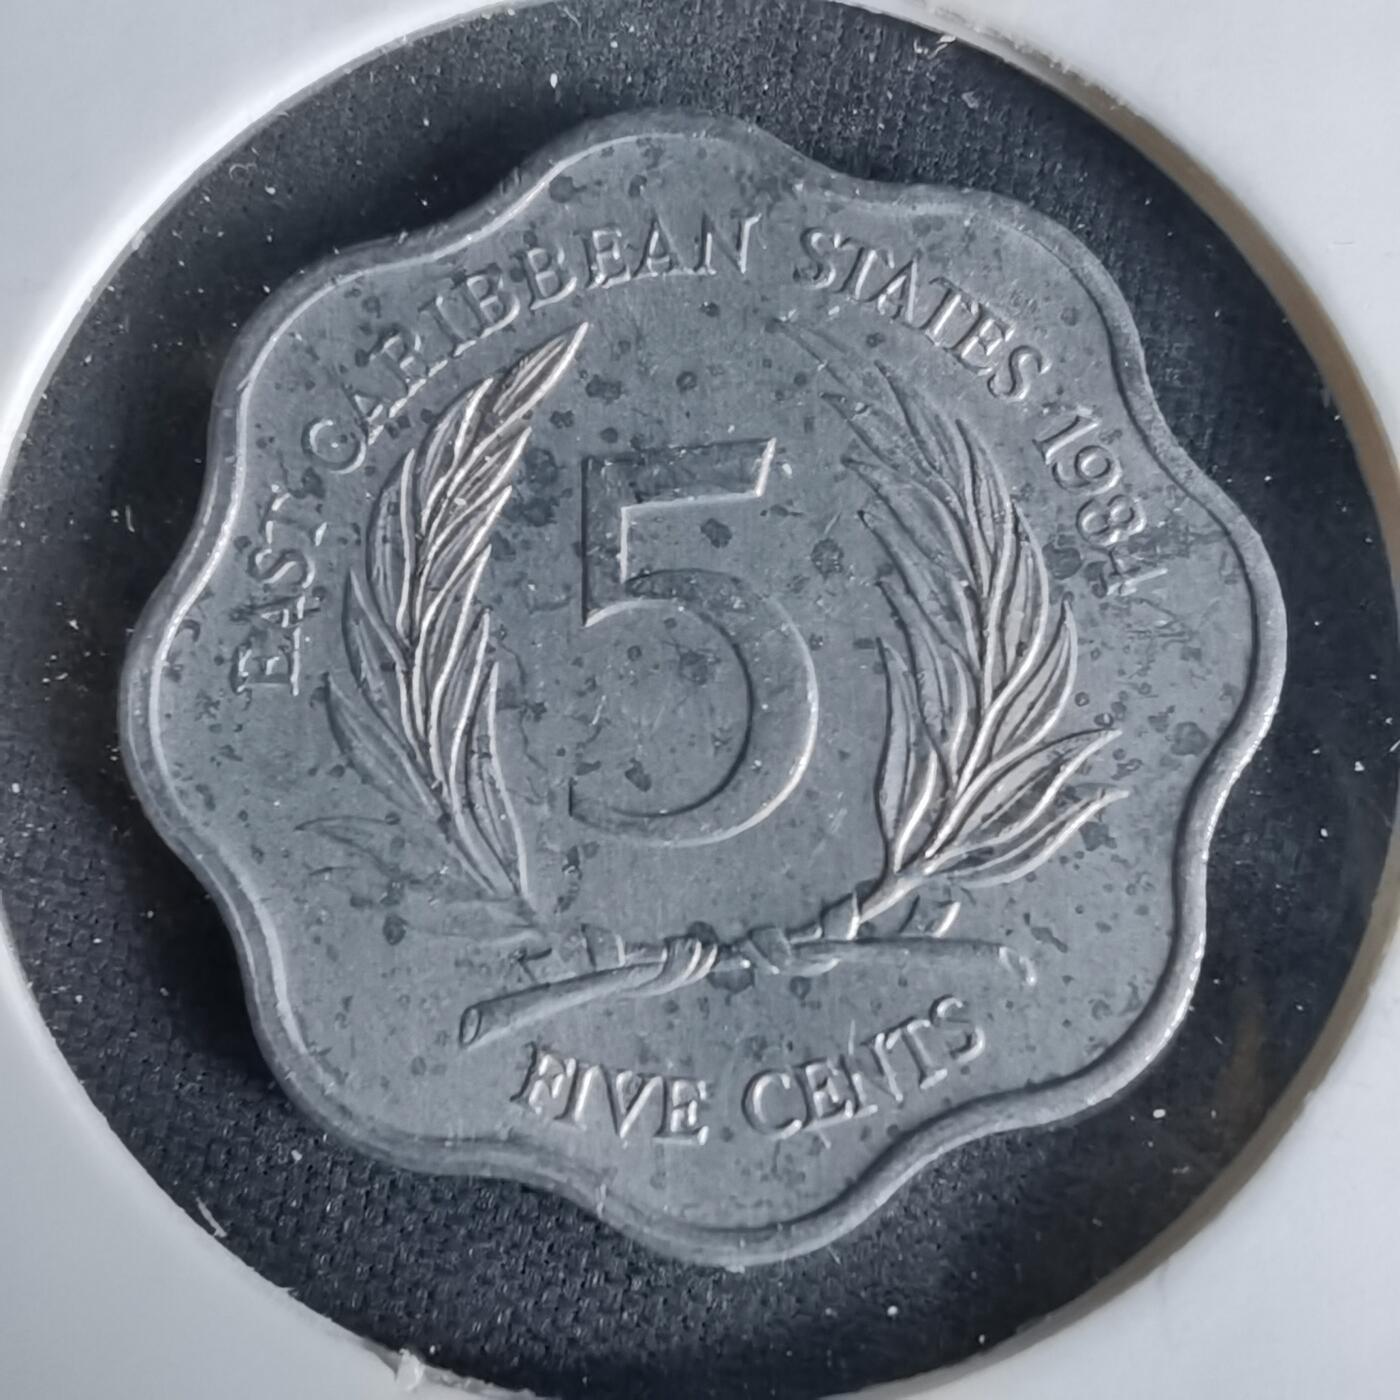 EAST CARIBBEAN STATES 1984
5
FIVE CENTS